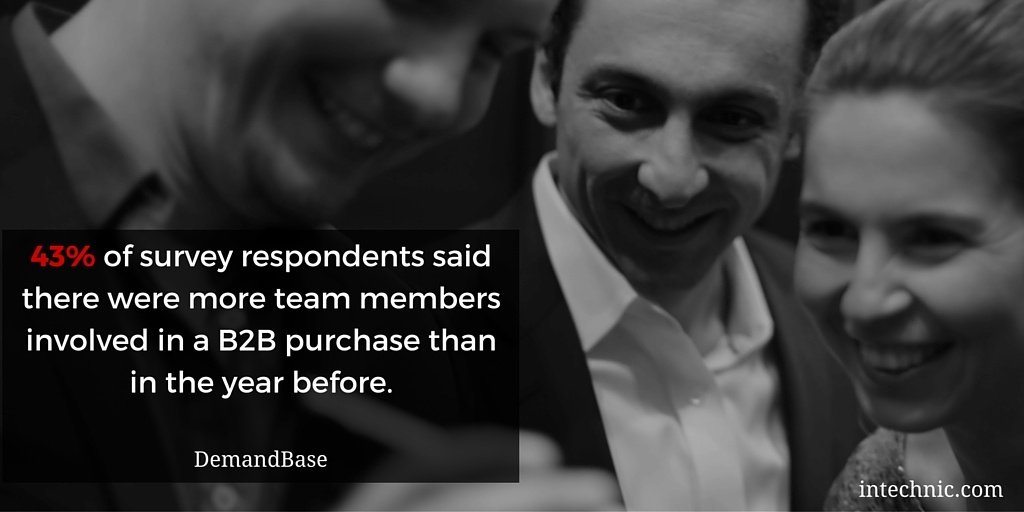 43% of survey respondents said
there were more team members
involved in a B2B purchase than
in the year before.
DemandBase
intechnic.com